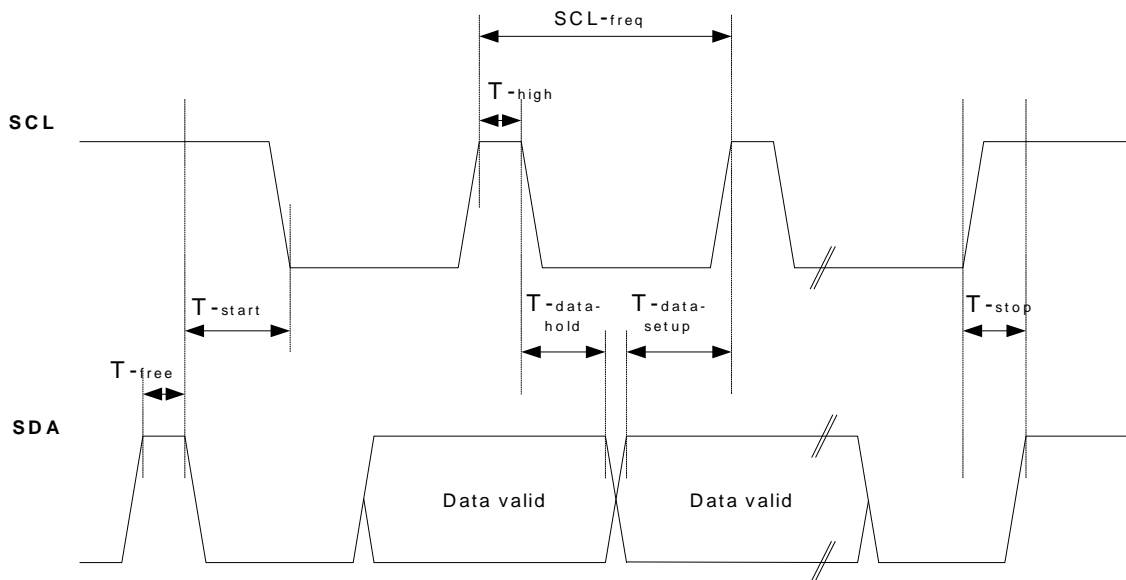 SCL-freq
T-high
SCL
T-start
T-data-
hold
T-data-
setup
T-stop
T-free
SDA
Data valid
Data valid